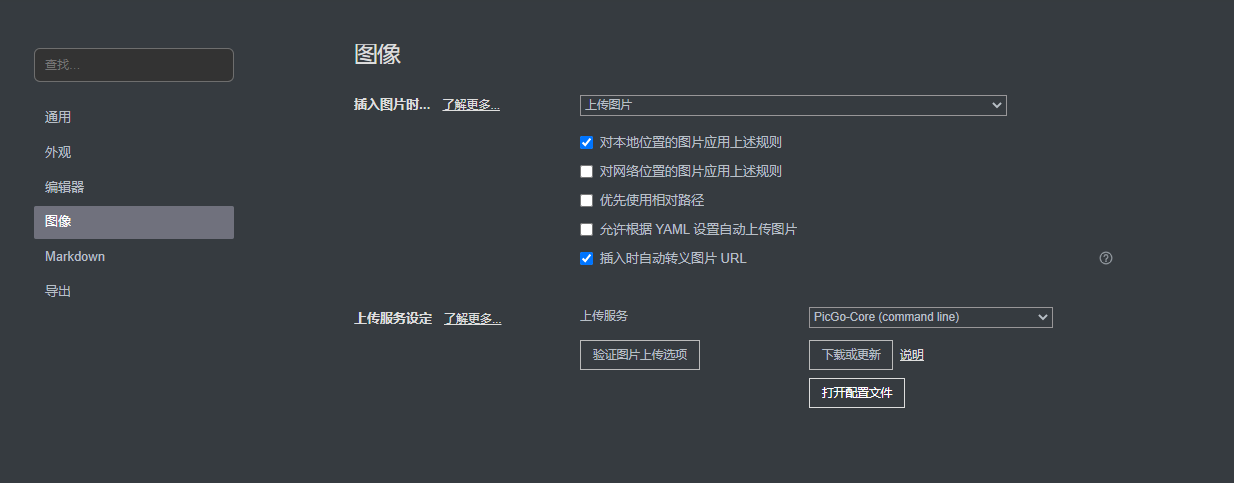 查找...
通用
外观
编辑器
图像
Markdown
导出
图像
插入图片时... 了解更多... 上传图片
对本地位置的图片应用上述规则
对网络位置的图片应用上述规则
优先使用相对路径
允许根据 YAML 设置自动上传图片
插入时自动转义图片 URL
上传服务设定 了解更多... 上传服务 PicGo-Core (command line)
验证图片上传选项 下载或更新 说明
打开配置文件